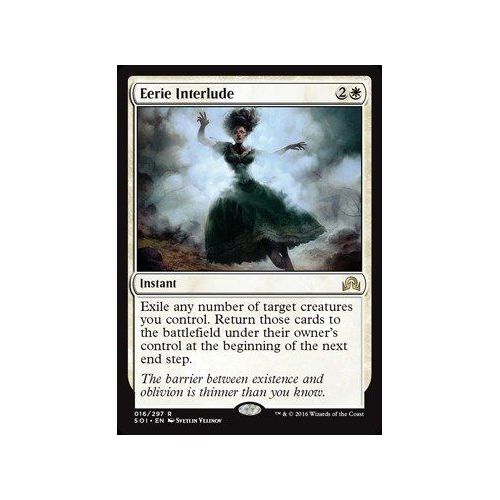 Eerie Interlude 2
Instant
Exile any number of target creatures
you control. Return those cards to
the battlefield under their owner's
control at the beginning of the next
end step.
The barrier between existence and
oblivion is thinner than you know.
016/297 R
SOI • EN SVETLIN VELINOV
™ & © 2016 Wizards of the Coast